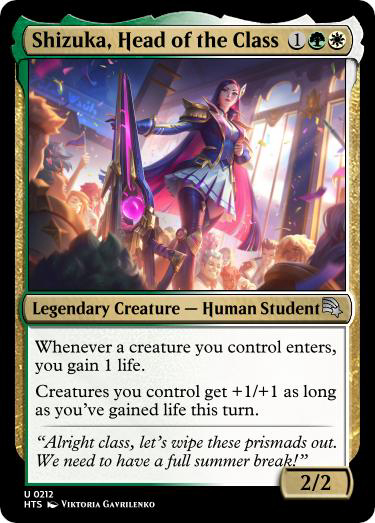 Shizuka, Head of the Class 1
Legendary Creature — Human Student
Whenever a creature you control enters,
you gain 1 life.
Creatures you control get +1/+1 as long
as you’ve gained life this turn.
“Alright class, let’s wipe these prismads out.
We need to have a full summer break!”
2/2
U 0212
HTS Viktoria Gavrilenko